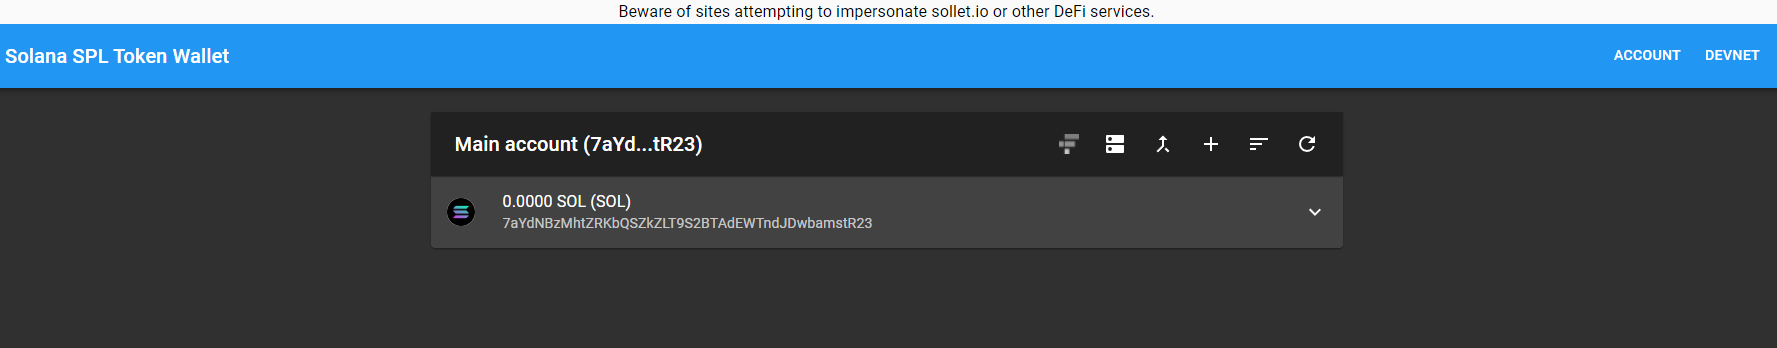 Beware of sites attempting to impersonate sollet.io or other DeFi services.
Solana SPL Token Wallet
ACCOUNT
DEVNET
Main account (7aYd...tR23)
0.0000 SOL (SOL)
7aYdNBzMhtZRKbQSZkZLT9S2BTAdEWTndJDwbamstR23